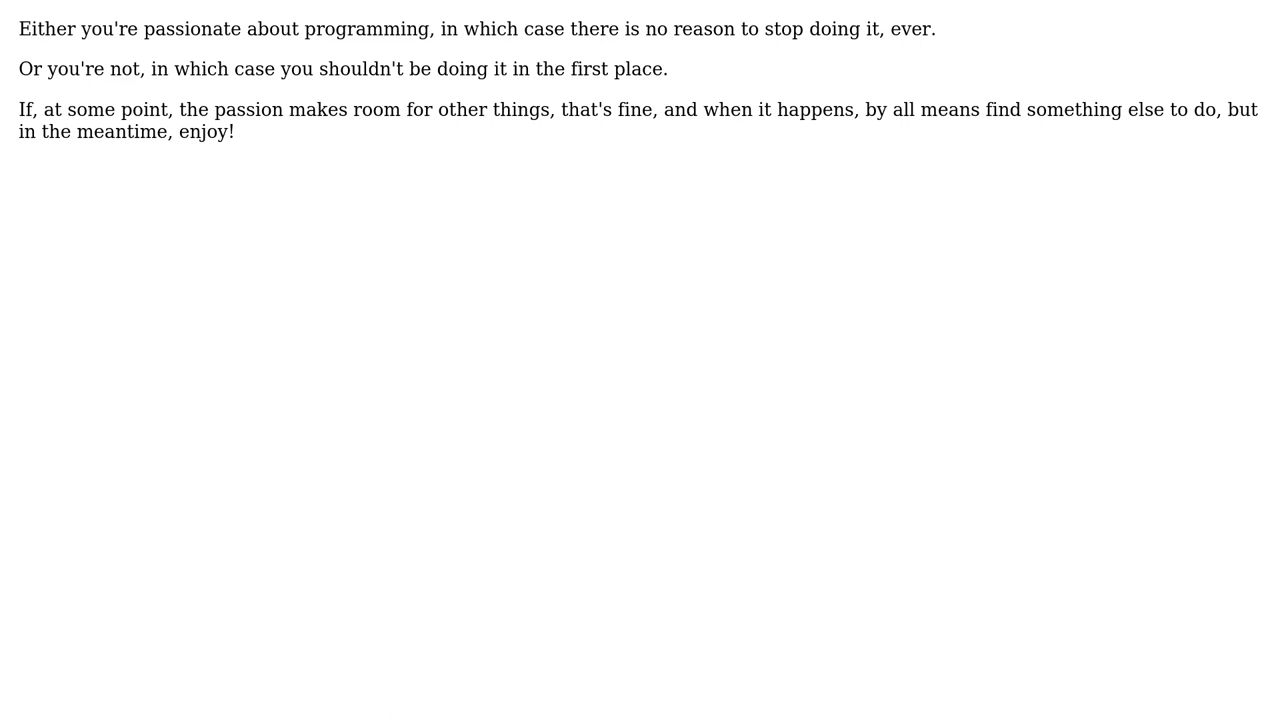 Either you're passionate about programming, in which case there is no reason to stop doing it, ever.
Or you're not, in which case you shouldn't be doing it in the first place.
If, at some point, the passion makes room for other things, that's fine, and when it happens, by all means find something else to do, but
in the meantime, enjoy!